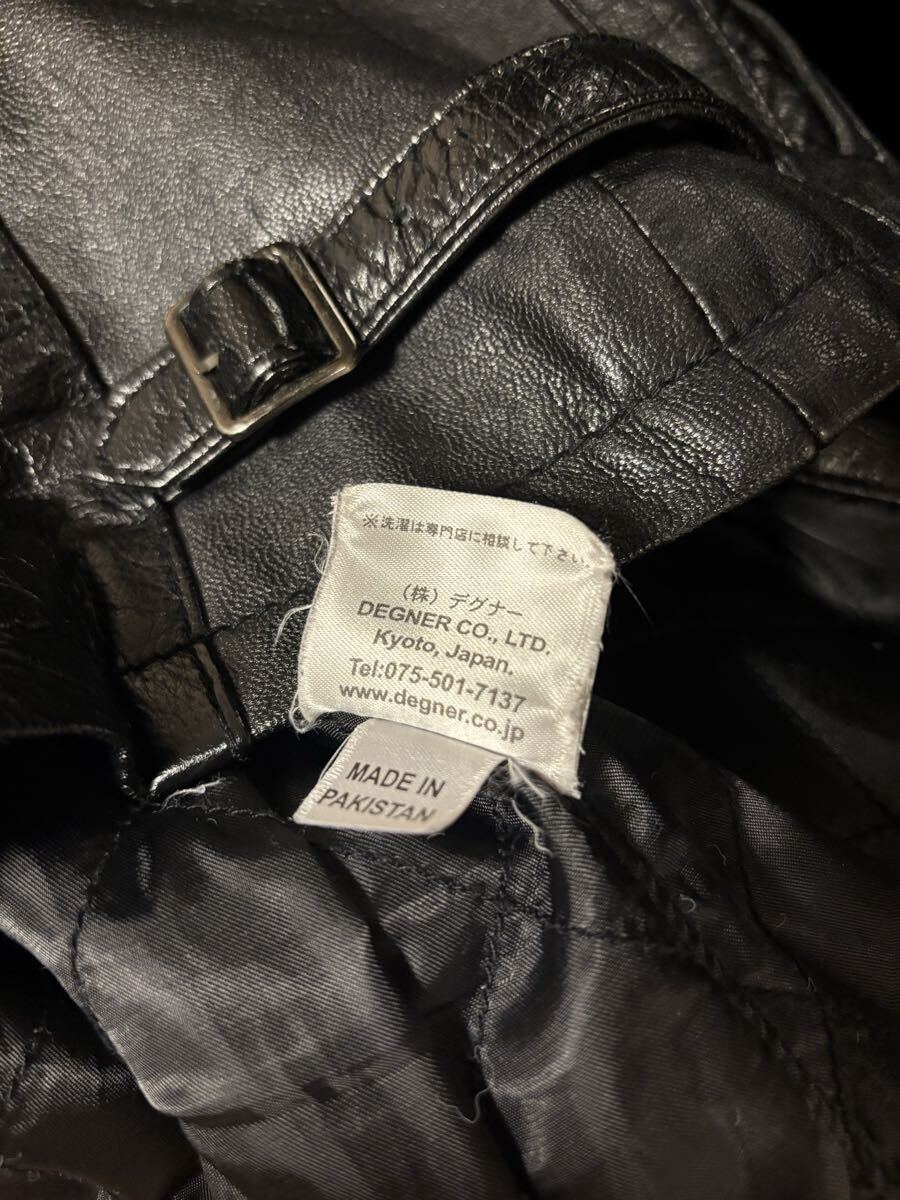 ※洗濯は専門店に相談して下さい。
（株）デグナー
DEGNER CO., LTD.
Kyoto, Japan.
Tel:075-501-7137
www.degner.co.jp
MADE IN
PAKISTAN